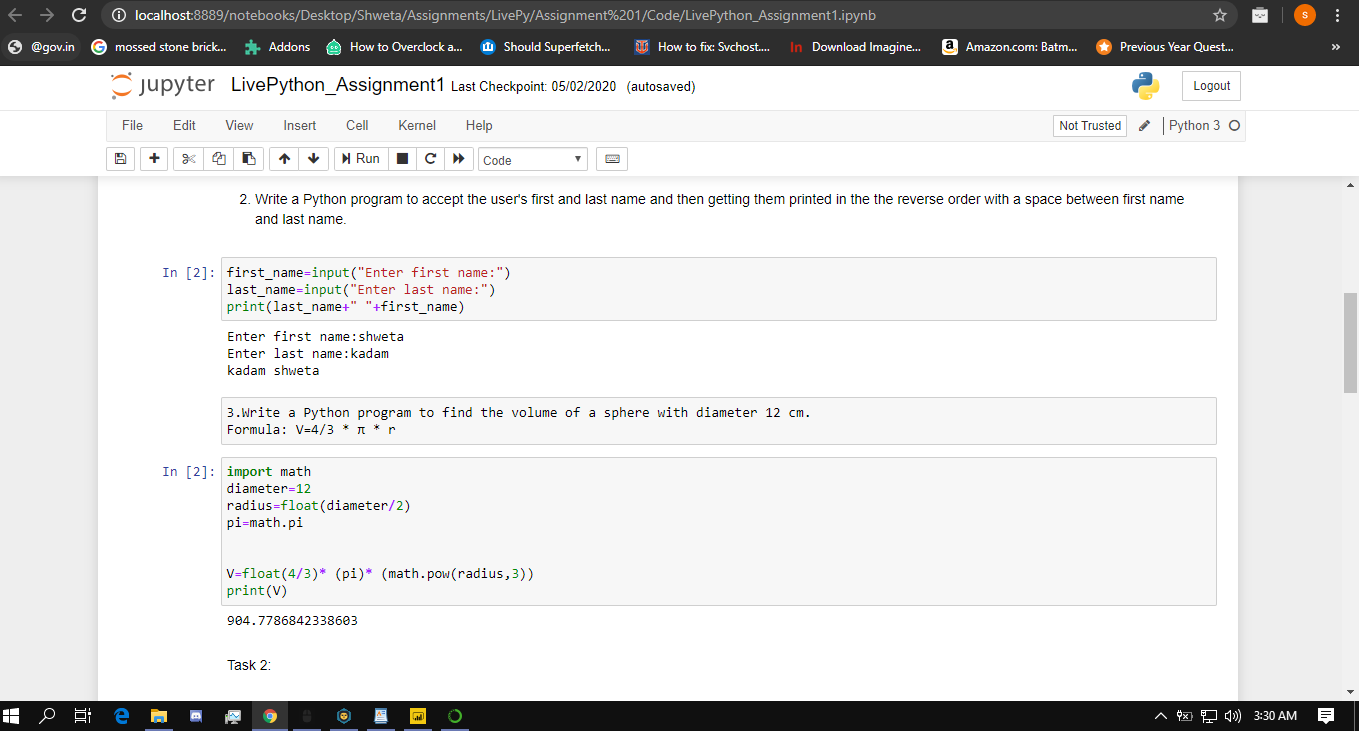 localhost:8889/notebooks/Desktop/Shweta/Assignments/LivePy/Assignment%201/Code/LivePython_Assignment1.ipynb
S
@gov.in mossed stone brick... Addons How to Overclock a... Should Superfetch... How to fix: Svchost.... In Download Imagine... a Amazon.com: Batm... Previous Year Quest... »
jupyter LivePython_Assignment1 Last Checkpoint: 05/02/2020 (autosaved) Logout
File Edit View Insert Cell Kernel Help Not Trusted Python 3
Run Code
2. Write a Python program to accept the user's first and last name and then getting them printed in the the reverse order with a space between first name
and last name.
In [2]: first_name=input("Enter first name:")
last_name=input("Enter last name:")
print(last_name+" "+first_name)
Enter first name:shweta
Enter last name:kadam
kadam shweta
3.Write a Python program to find the volume of a sphere with diameter 12 cm.
Formula: V=4/3 * π * r
In [2]: import math
diameter=12
radius=float(diameter/2)
pi=math.pi
V=float(4/3)* (pi)* (math.pow(radius,3))
print(V)
904.7786842338603
Task 2:
3:30 AM